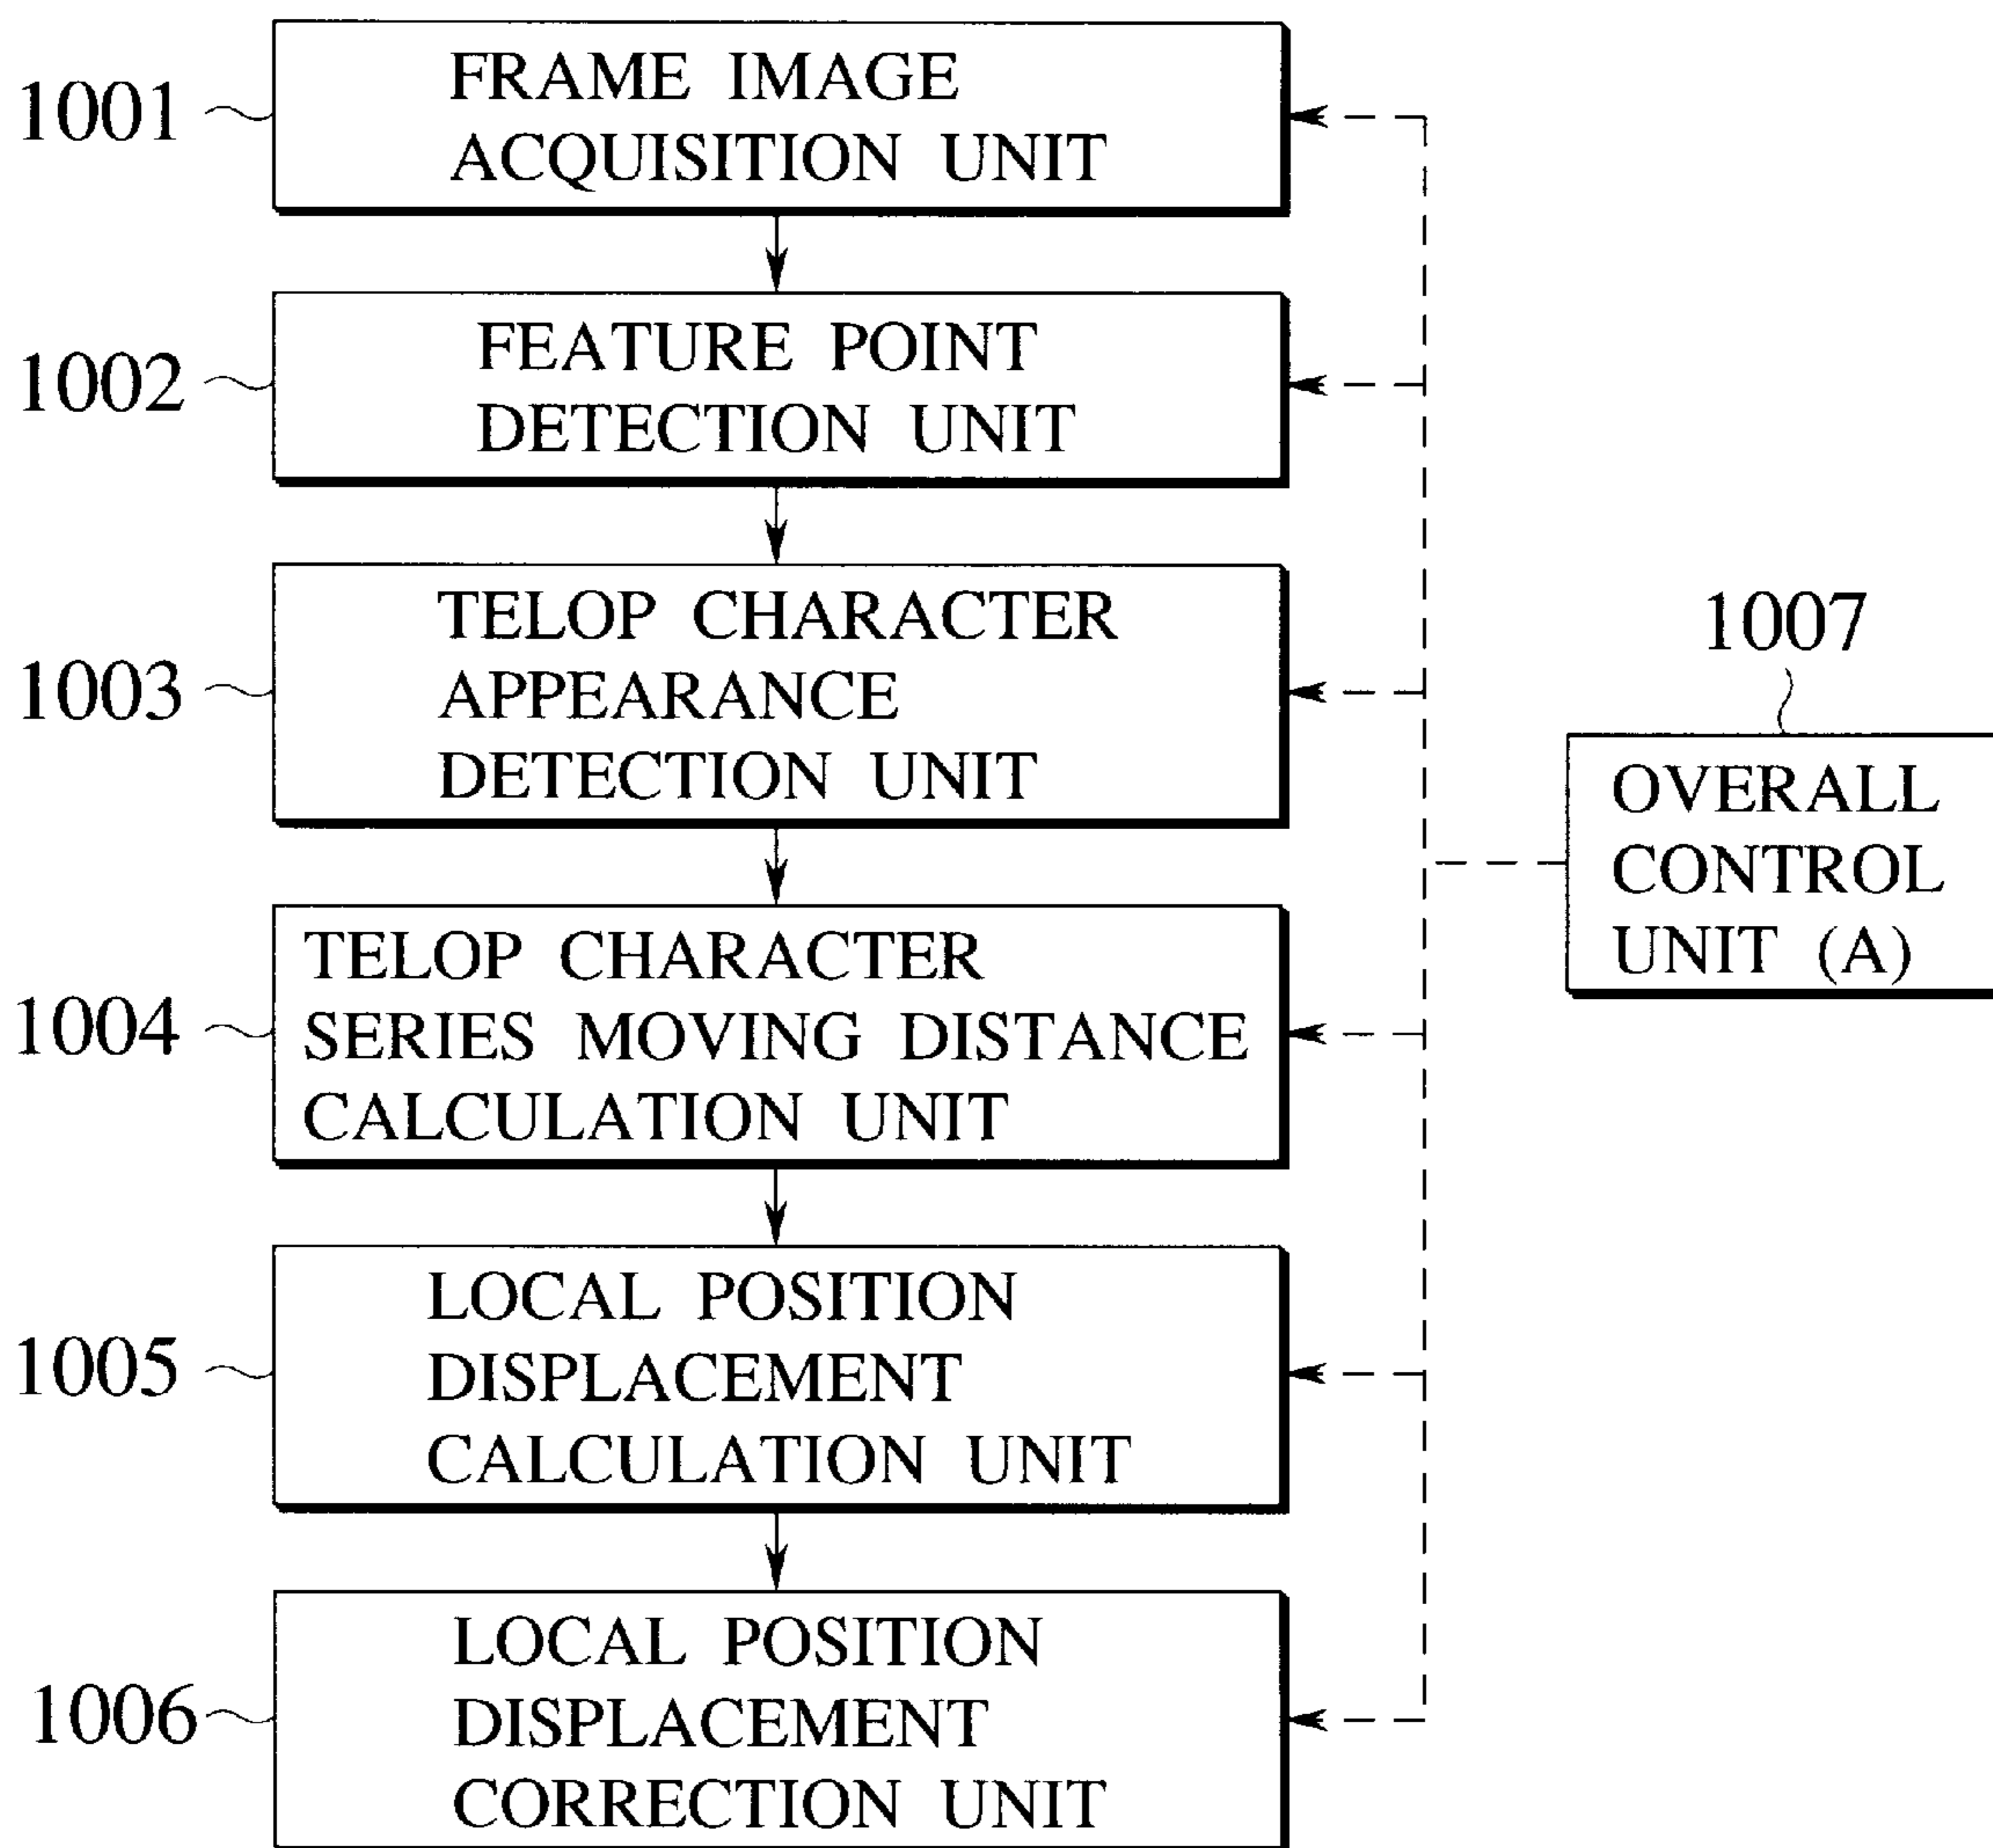 1001
FRAME IMAGE
ACQUISITION UNIT
1002
FEATURE POINT
DETECTION UNIT
1003
TELOP CHARACTER
APPEARANCE
DETECTION UNIT
1004
TELOP CHARACTER
SERIES MOVING DISTANCE
CALCULATION UNIT
1005
LOCAL POSITION
DISPLACEMENT
CALCULATION UNIT
1006
LOCAL POSITION
DISPLACEMENT
CORRECTION UNIT
1007
OVERALL
CONTROL
UNIT (A)